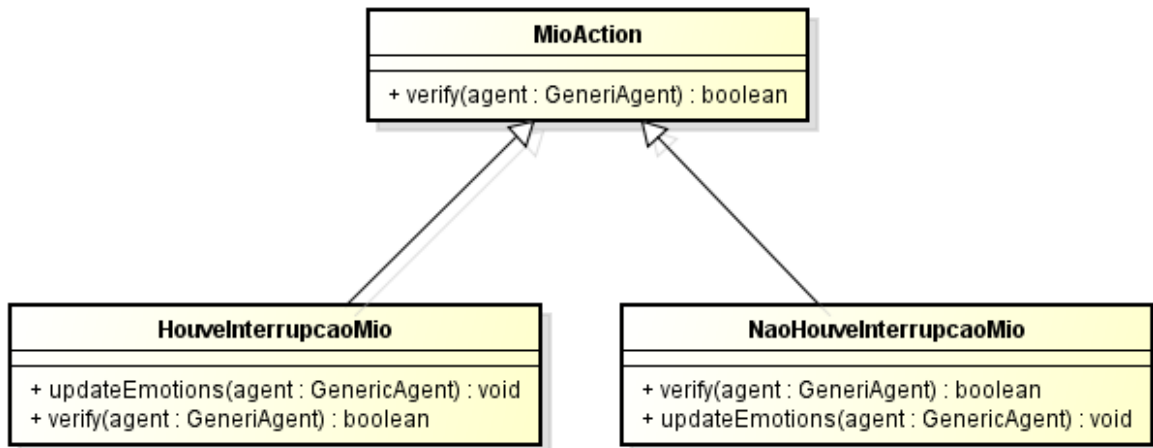 MioAction
+ verify(agent : GeneriAgent) : boolean
HouveInterrupcaoMio
+ updateEmotions(agent : GenericAgent) : void
+ verify(agent : GeneriAgent) : boolean
NaoHouveInterrupcaoMio
+ verify(agent : GeneriAgent) : boolean
+ updateEmotions(agent : GenericAgent) : void